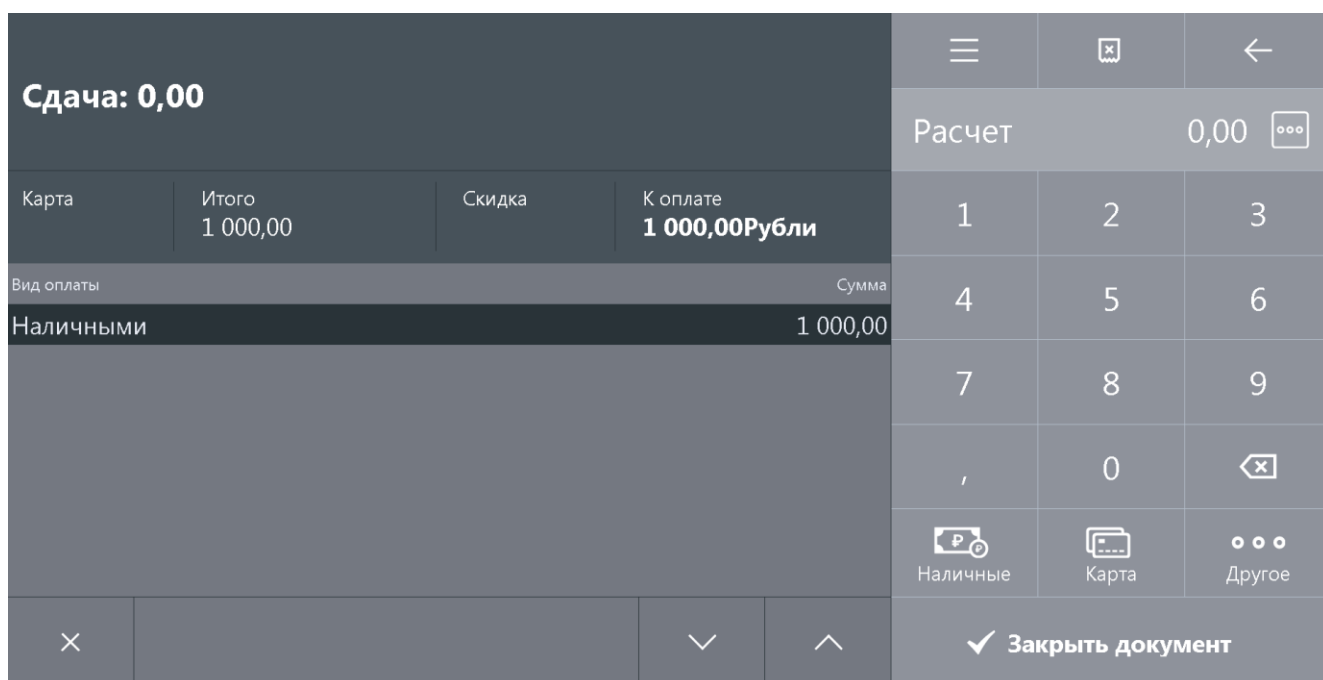 Сдача: 0,00
Карта
Итого
1 000,00
Скидка
К оплате
1 000,00Рубли
Вид оплаты Сумма
Наличными 1 000,00
Расчет 0,00
1 2 3
4 5 6
7 8 9
, 0
Наличные Карта Другое
Закрыть документ